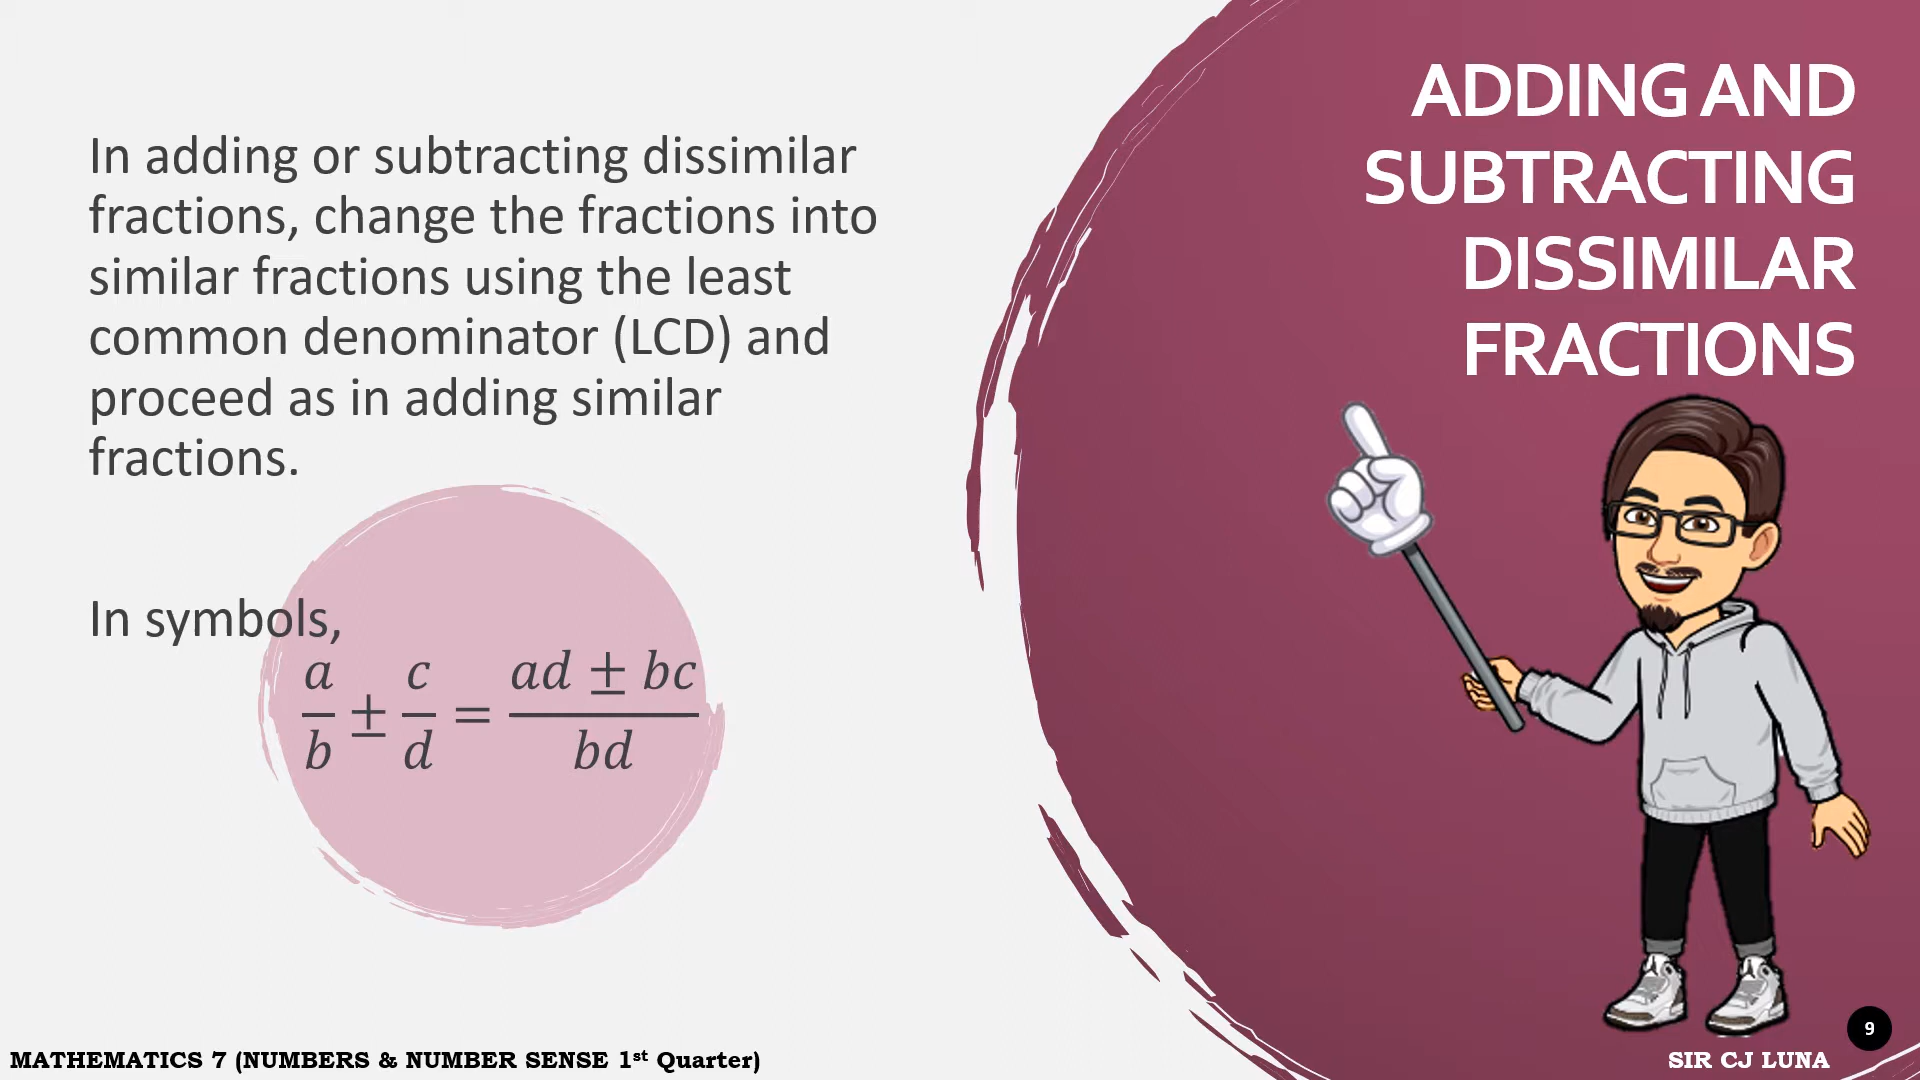 In adding or subtracting dissimilar
fractions, change the fractions into
similar fractions using the least
common denominator (LCD) and
proceed as in adding similar
fractions.
In symbols,
a/b ± c/d = (ad ± bc)/bd
ADDING AND
SUBTRACTING
DISSIMILAR
FRACTIONS
9
MATHEMATICS 7 (NUMBERS & NUMBER SENSE 1st Quarter)
SIR CJ LUNA